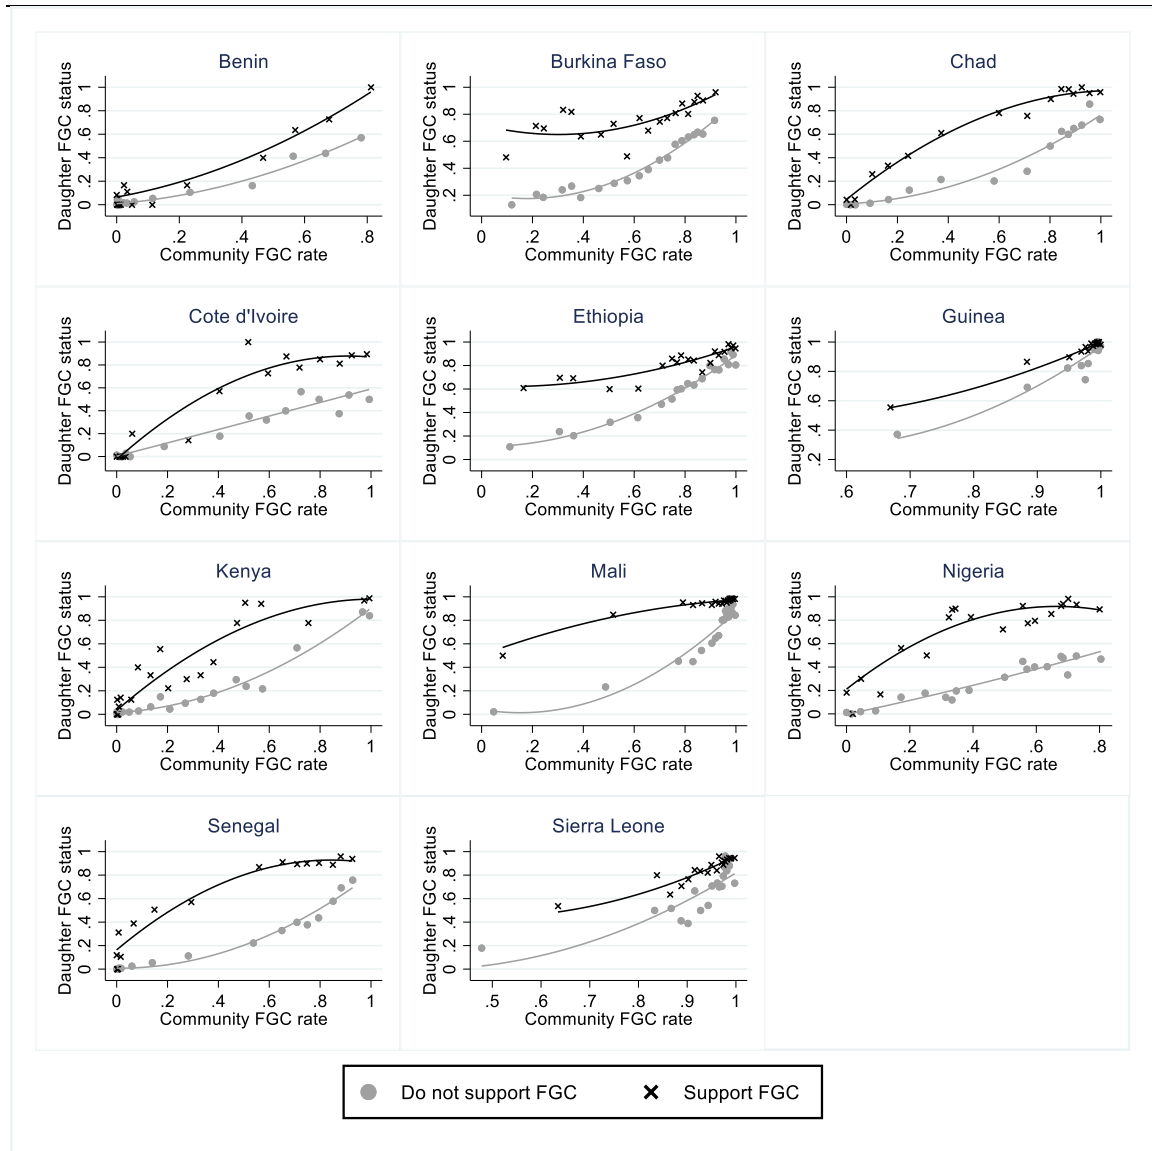 Benin
Daughter FGC status
0 .2 .4 .6 .8 1
0 .2 .4 .6 .8
Community FGC rate
Burkina Faso
Daughter FGC status
.2 .4 .6 .8 1
0 .2 .4 .6 .8 1
Community FGC rate
Chad
Daughter FGC status
0 .2 .4 .6 .8 1
0 .2 .4 .6 .8 1
Community FGC rate
Cote d'Ivoire
Daughter FGC status
0 .2 .4 .6 .8 1
0 .2 .4 .6 .8 1
Community FGC rate
Ethiopia
Daughter FGC status
0 .2 .4 .6 .8 1
0 .2 .4 .6 .8 1
Community FGC rate
Guinea
Daughter FGC status
.2 .4 .6 .8 1
.6 .7 .8 .9 1
Community FGC rate
Kenya
Daughter FGC status
0 .2 .4 .6 .8 1
0 .2 .4 .6 .8 1
Community FGC rate
Mali
Daughter FGC status
0 .2 .4 .6 .8 1
0 .2 .4 .6 .8 1
Community FGC rate
Nigeria
Daughter FGC status
0 .2 .4 .6 .8 1
0 .2 .4 .6 .8
Community FGC rate
Senegal
Daughter FGC status
0 .2 .4 .6 .8 1
0 .2 .4 .6 .8 1
Community FGC rate
Sierra Leone
Daughter FGC status
0 .2 .4 .6 .8 1
.5 .6 .7 .8 .9 1
Community FGC rate
Do not support FGC
Support FGC